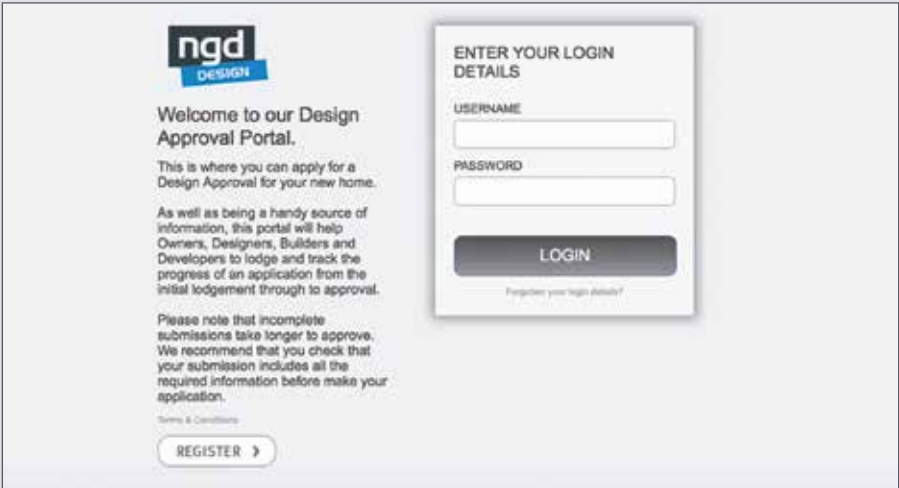 ngd
DESIGN
Welcome to our Design
Approval Portal.
This is where you can apply for a
Design Approval for your new home.
As well as being a handy source of
information, this portal will help
Owners, Designers, Builders and
Developers to lodge and track the
progress of an application from the
initial lodgement through to approval.
Please note that incomplete
submissions take longer to approve.
We recommend that you check that
your submission includes all the
required information before make your
application.
Terms & Conditions
REGISTER
ENTER YOUR LOGIN
DETAILS
USERNAME
PASSWORD
LOGIN
Forgotten your login details?